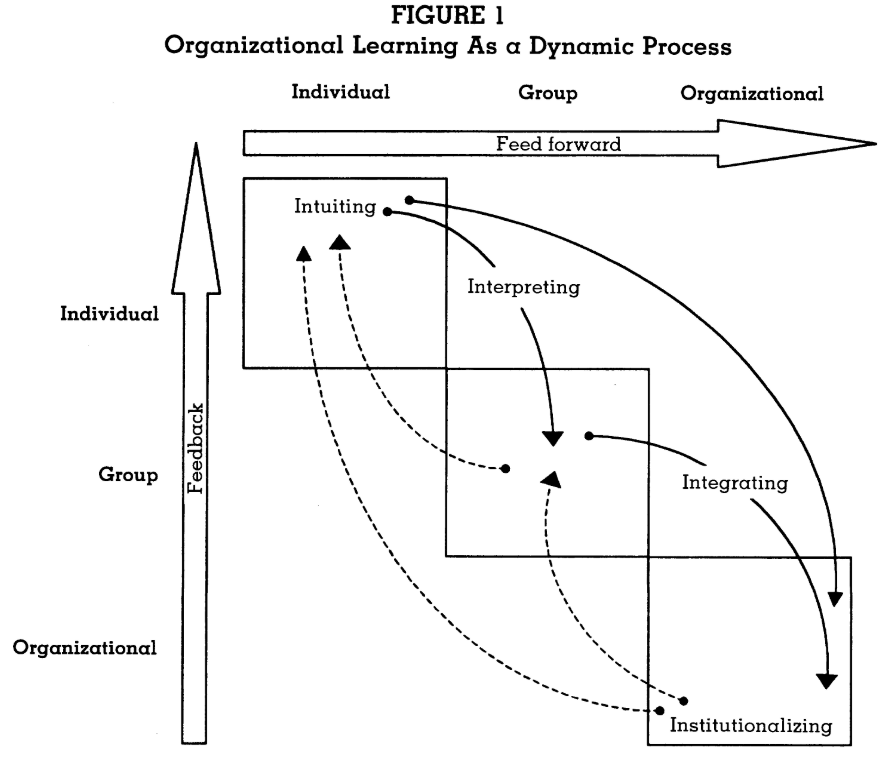 FIGURE 1
Organizational Learning As a Dynamic Process
Individual Group Organizational
Feed forward
Intuiting
Interpreting
Individual
Feedback
Group
Integrating
Organizational
Institutionalizing